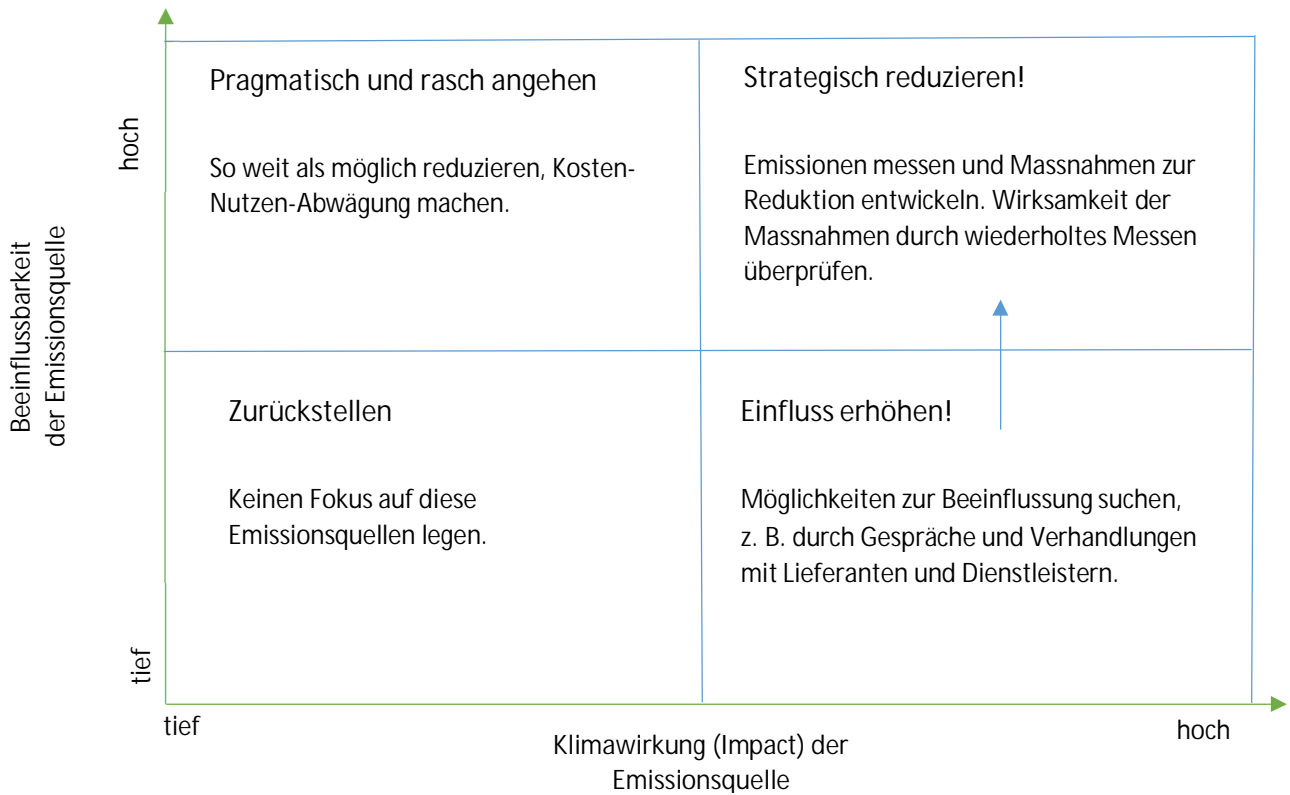 Pragmatisch und rasch angehen
So weit als möglich reduzieren, Kosten-
Nutzen-Abwägung machen.
Strategisch reduzieren!
Emissionen messen und Massnahmen zur
Reduktion entwickeln. Wirksamkeit der
Massnahmen durch wiederholtes Messen
überprüfen.
hoch
Beeinflussbarkeit
der Emissionsquelle
Zurückstellen
Keinen Fokus auf diese
Emissionsquellen legen.
Einfluss erhöhen!
Möglichkeiten zur Beeinflussung suchen,
z. B. durch Gespräche und Verhandlungen
mit Lieferanten und Dienstleistern.
tief
tief
hoch
Klimawirkung (Impact) der
Emissionsquelle